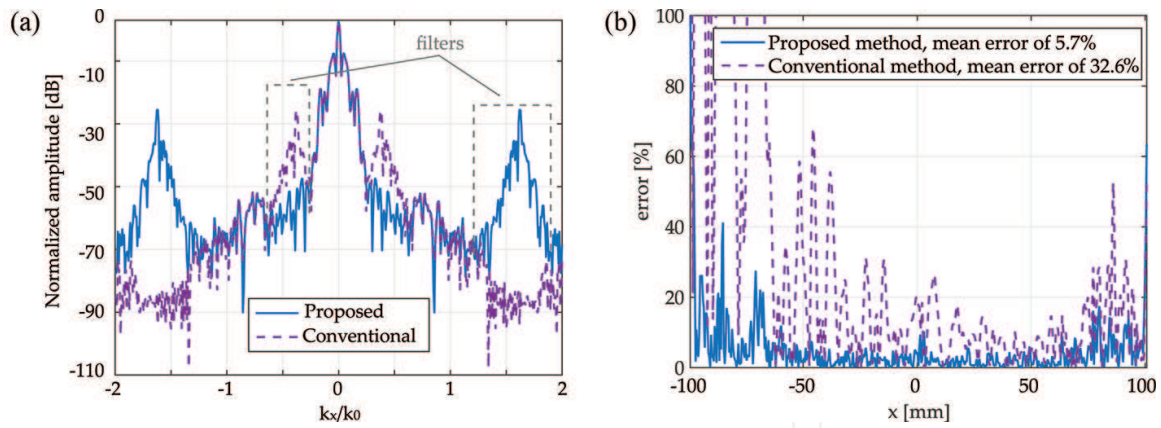 (a)
0
-10
-30
-50
-70
-90
-110
Normalized amplitude [dB]
filters
Proposed
Conventional
-2
-1
0
1
2
kx/k0
(b)
100
80
60
40
20
0
error [%]
Proposed method, mean error of 5.7%
Conventional method, mean error of 32.6%
-100
-50
0
50
100
x [mm]